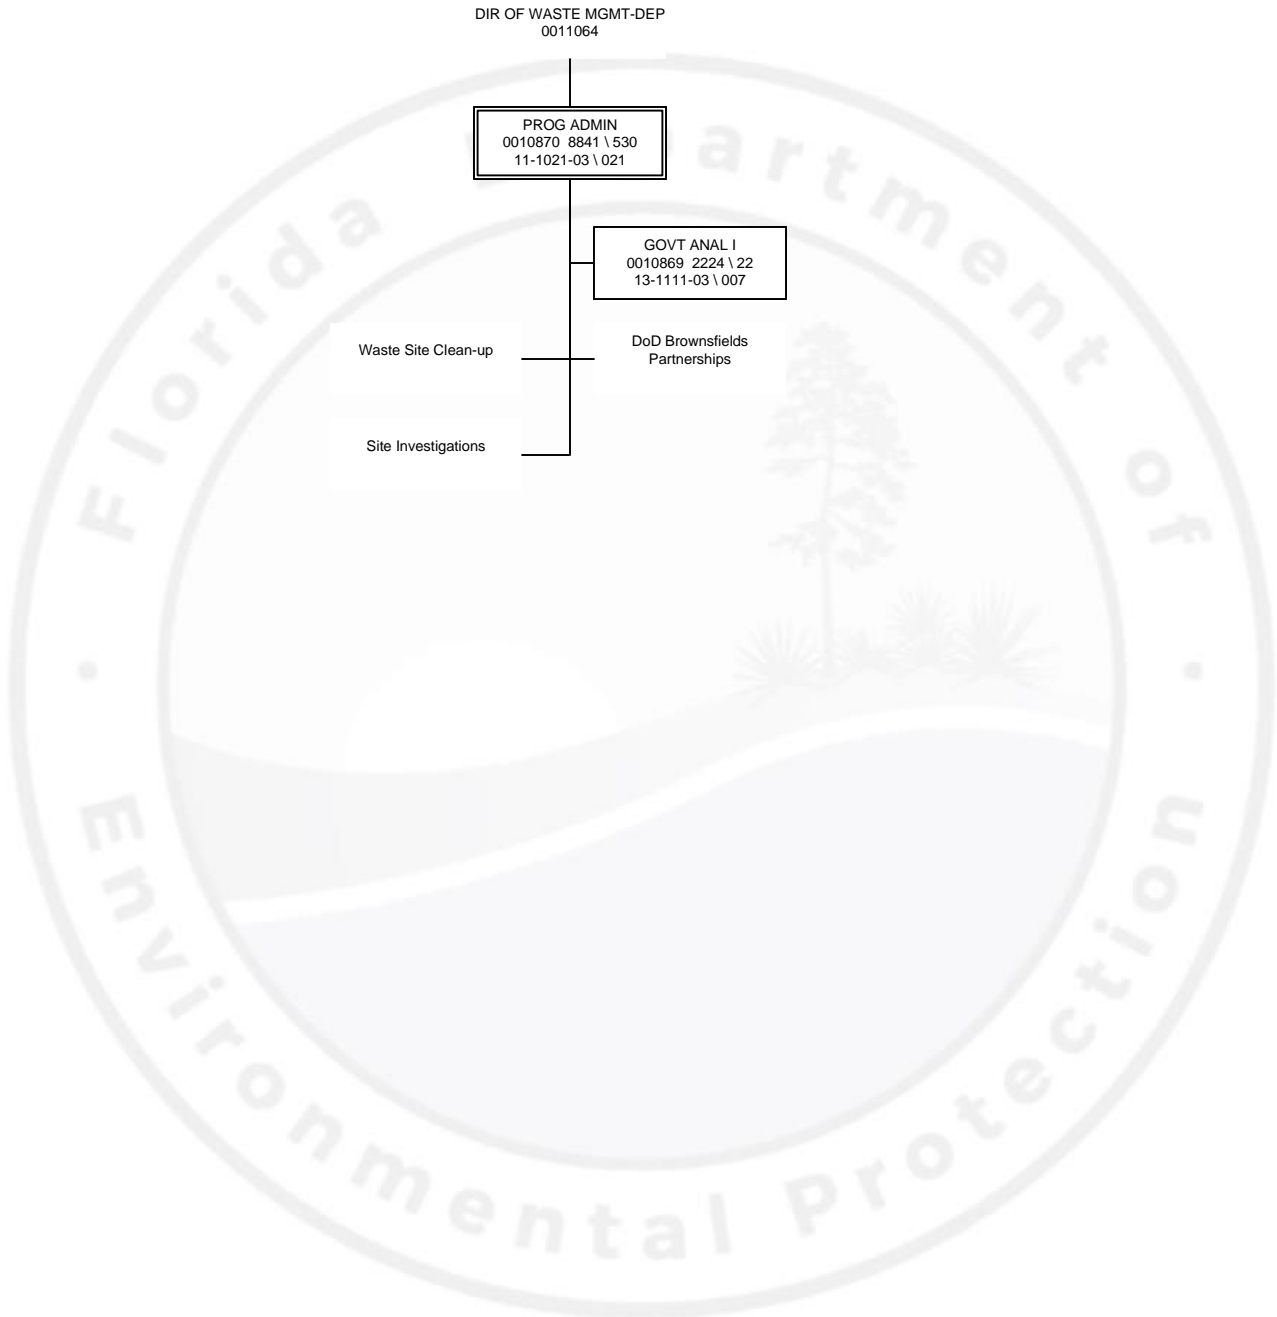 DIR OF WASTE MGMT-DEP
0011064
PROG ADMIN
0010870 8841 \ 530
11-1021-03 \ 021
GOVT ANAL I
0010869 2224 \ 22
13-1111-03 \ 007
Waste Site Clean-up
DoD Brownsfields
Partnerships
Site Investigations
Florida Department of
Environmental Protection